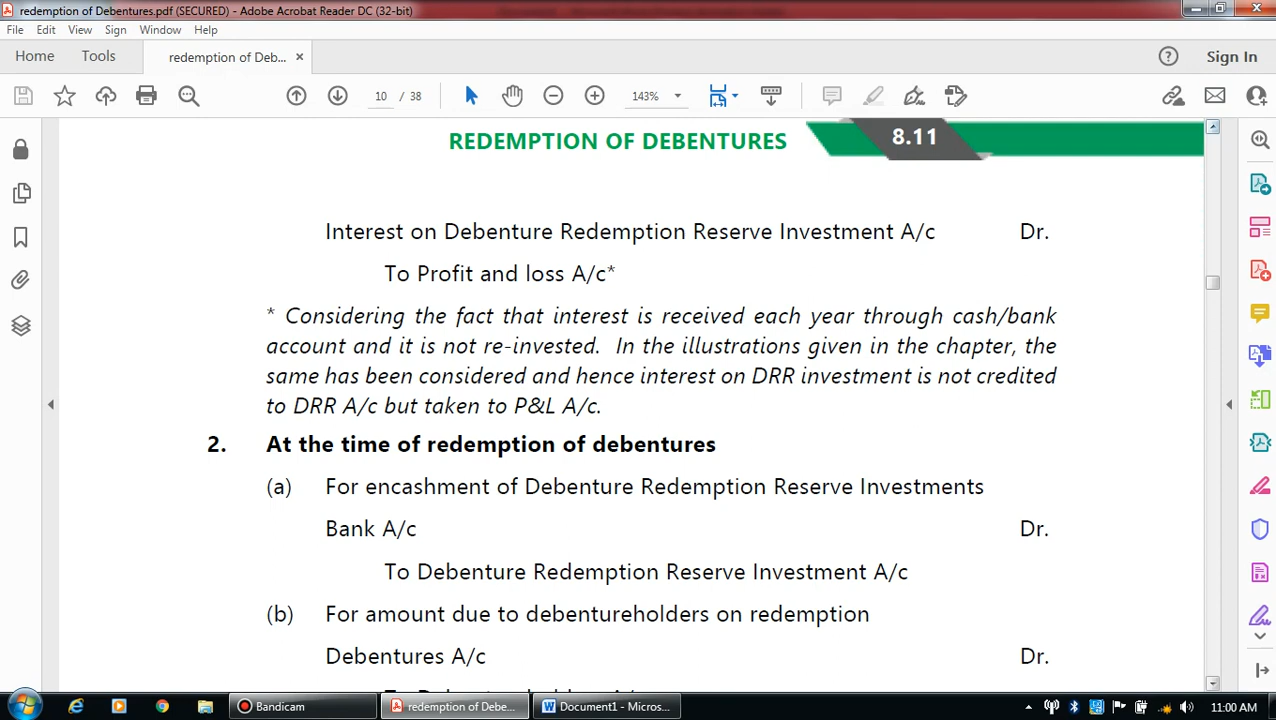 redemption of Debentures.pdf (SECURED) - Adobe Acrobat Reader DC (32-bit)
File Edit View Sign Window Help
Home Tools redemption of Deb... × Sign In
10 / 38 143%
REDEMPTION OF DEBENTURES 8.11
Interest on Debenture Redemption Reserve Investment A/c Dr.
To Profit and loss A/c*
* Considering the fact that interest is received each year through cash/bank
account and it is not re-invested. In the illustrations given in the chapter, the
same has been considered and hence interest on DRR investment is not credited
to DRR A/c but taken to P&L A/c.
2. At the time of redemption of debentures
(a) For encashment of Debenture Redemption Reserve Investments
Bank A/c Dr.
To Debenture Redemption Reserve Investment A/c
(b) For amount due to debentureholders on redemption
Debentures A/c Dr.
Bandicam redemption of Debe... Document1 - Micros... 11:00 AM